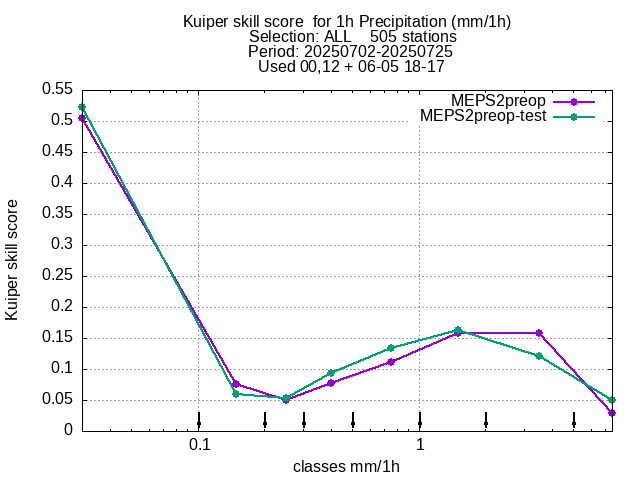 Kuiper skill score  for 1h Precipitation (mm/1h)
Selection: ALL    505 stations
Period: 20250702-20250725
Used 00,12 + 06-05 18-17
MEPS2preop
MEPS2preop-test
0.55
0.5
0.45
0.4
0.35
0.3
0.25
0.2
0.15
0.1
0.05
0
Kuiper skill score
0.1
1
classes mm/1h